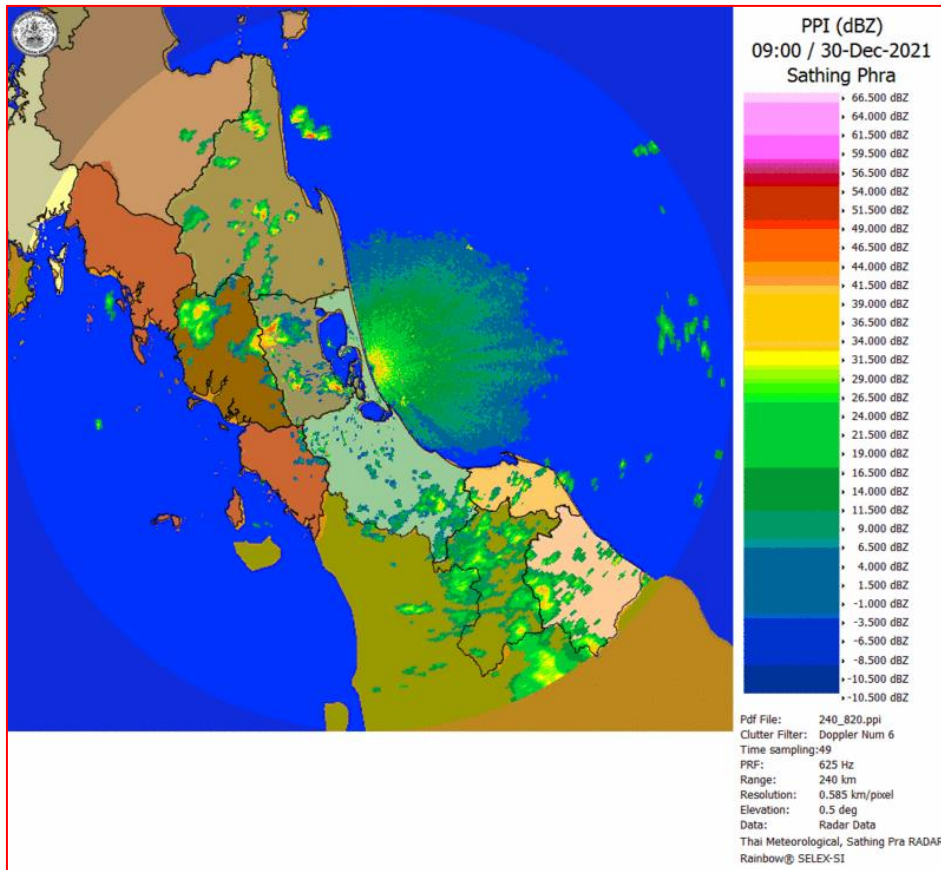 PPI (dBZ)
09:00 / 30-Dec-2021
Sathing Phra
66.500 dBZ
64.000 dBZ
61.500 dBZ
59.500 dBZ
56.500 dBZ
54.000 dBZ
51.500 dBZ
49.000 dBZ
46.500 dBZ
44.000 dBZ
41.500 dBZ
39.000 dBZ
36.500 dBZ
34.000 dBZ
31.500 dBZ
29.000 dBZ
26.500 dBZ
24.000 dBZ
21.500 dBZ
19.000 dBZ
16.500 dBZ
14.000 dBZ
11.500 dBZ
9.000 dBZ
6.500 dBZ
4.000 dBZ
1.500 dBZ
-1.000 dBZ
-3.500 dBZ
-6.500 dBZ
-8.500 dBZ
-10.500 dBZ
-10.500 dBZ
Pdf File: 240_820.ppi
Clutter Filter: Doppler Num 6
Time sampling:49
PRF: 625 Hz
Range: 240 km
Resolution: 0.585 km/pixel
Elevation: 0.5 deg
Data: Radar Data
Thai Meteorological, Sathing Pra RADAR
Rainbow® SELEX-SI